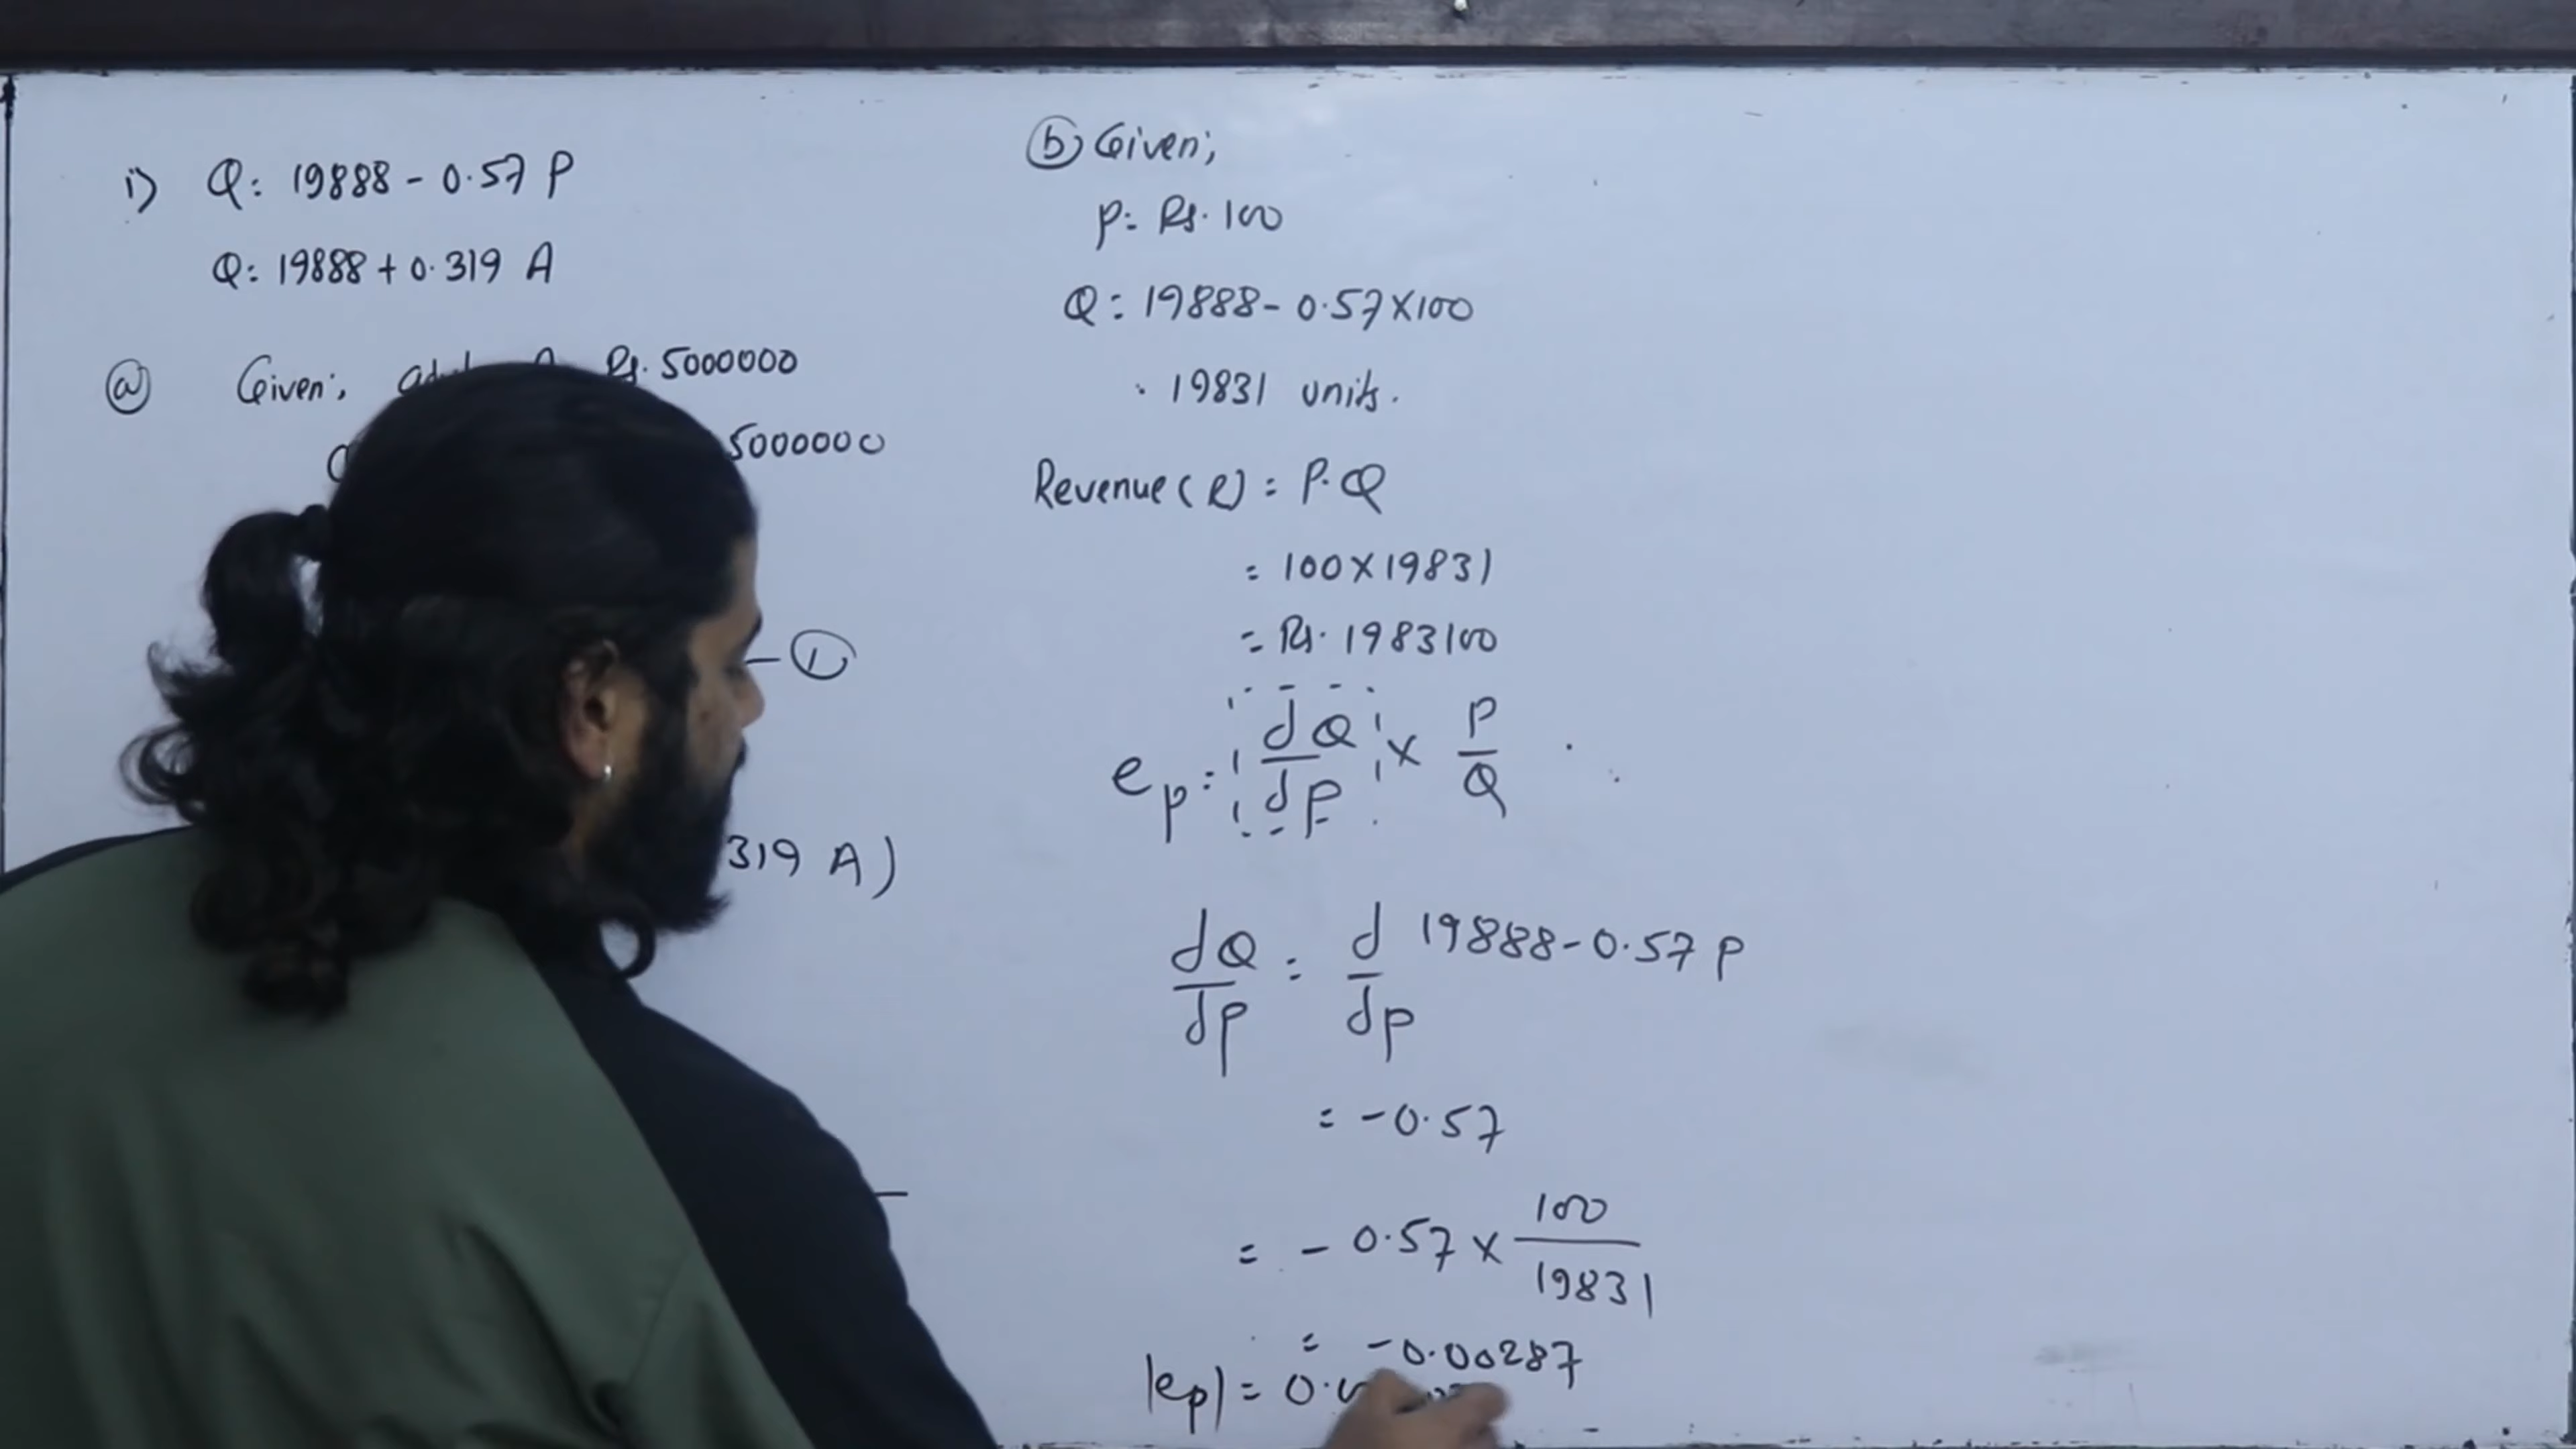 i) Q: 19888 - 0.57 P
Q: 19888 + 0.319 A
a) Given; Rs. 5000000
5000000
- 1
319 A)
b) Given;
P: Rs. 100
Q: 19888 - 0.57 X 100
: 19831 units.
Revenue (R) = P.Q
= 100 X 19831
= Rs. 1983100
ep: dQ/dP X P/Q
dQ/dp = d/dp 19888 - 0.57 P
= -0.57
= - 0.57 X 100/19831
= -0.00287
|ep| =